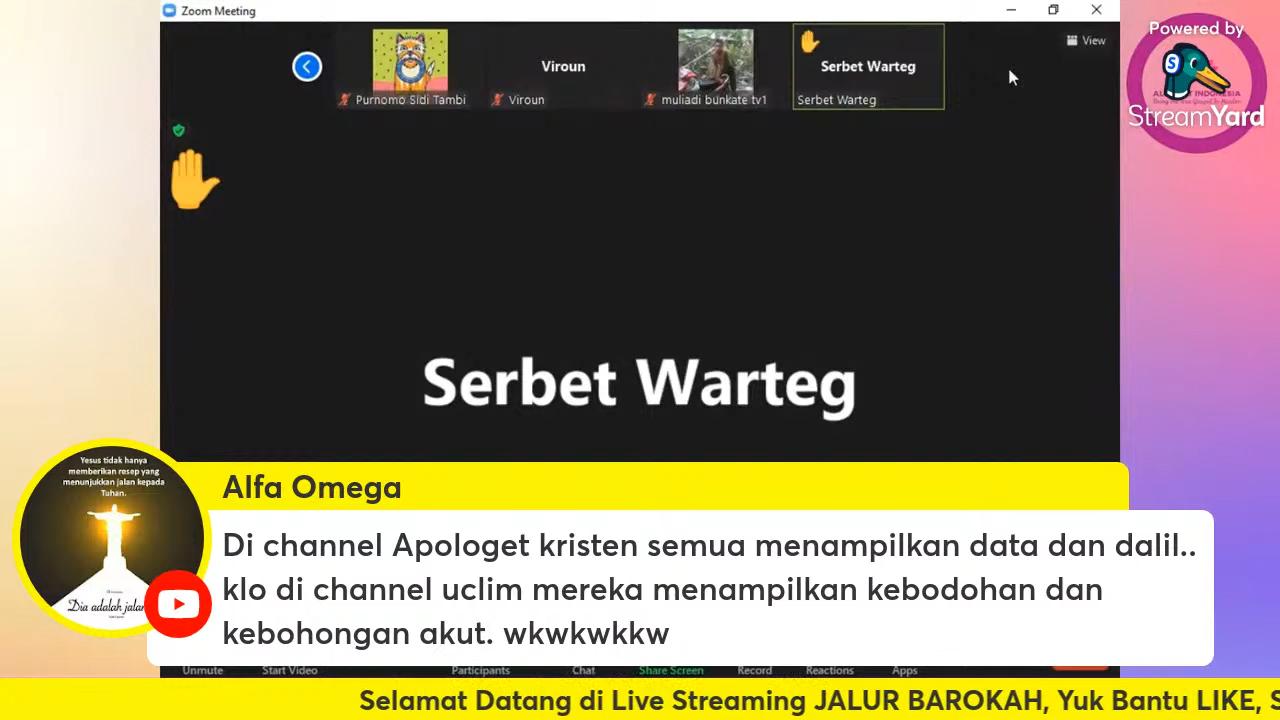 Zoom Meeting
Powered by
View
StreamYard
Viroun
Serbet Warteg
Purnomo Sidi Tambi
Viroun
muliadi bunkate tv1
Serbet Warteg
Serbet Warteg
Yesus tidak hanya
memberikan resep yang
menunjukkan jalan kepada
Tuhan.
Dia adalah jalan
Alfa Omega
Di channel Apologet kristen semua menampilkan data dan dalil..
klo di channel uclim mereka menampilkan kebodohan dan
kebohongan akut. wkwkwkkw
Unmute
Start Video
Participants
Chat
Share Screen
Record
Reactions
Apps
Selamat Datang di Live Streaming JALUR BAROKAH, Yuk Bantu LIKE, S